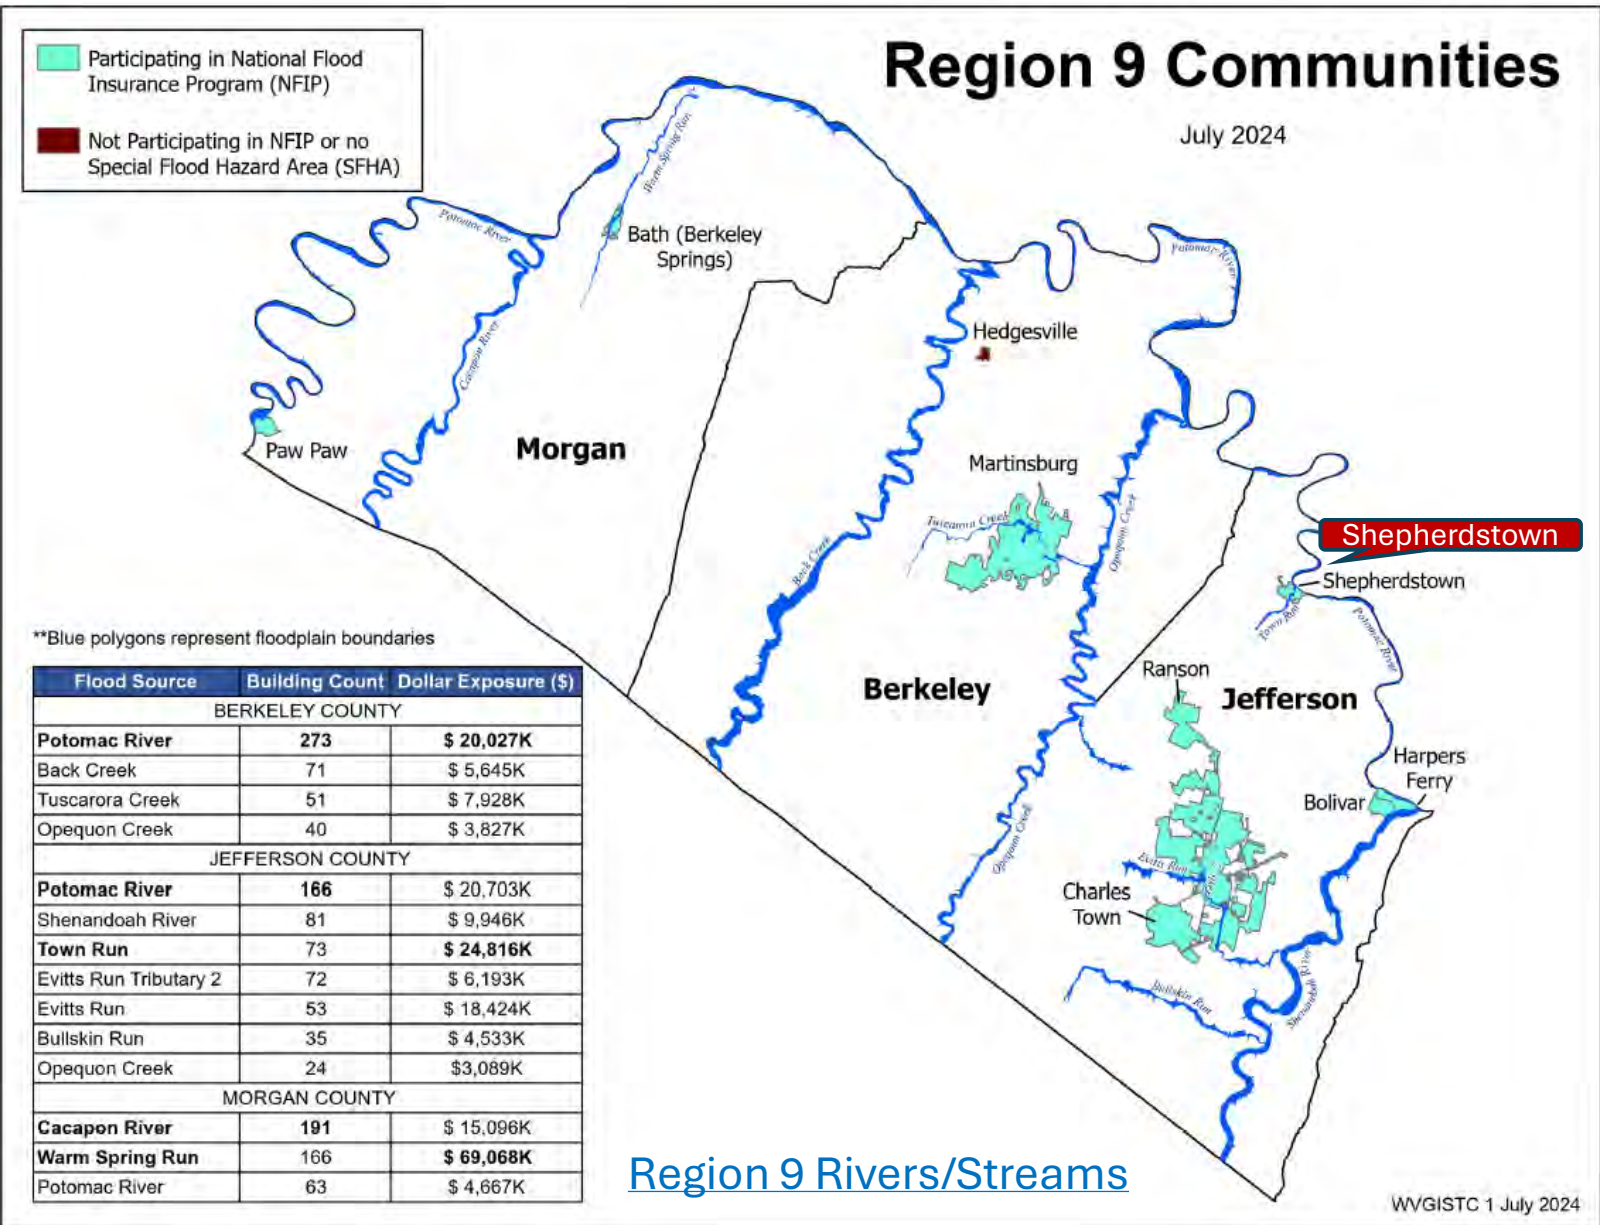 Participating in National Flood
Insurance Program (NFIP)
Not Participating in NFIP or no
Special Flood Hazard Area (SFHA)
Region 9 Communities
July 2024
Warm Spring Run
Potomac River
Bath (Berkeley
Springs)
Potomac River
Cacapon River
Hedgesville
Paw Paw
Morgan
Martinsburg
Tuscarora Creek
Opequon Creek
Back Creek
Shepherdstown
Shepherdstown
Town Run
Potomac River
Ranson
Berkeley
Jefferson
Harpers
Ferry
Bolivar
Opequon Creek
Evitts Run
Charles
Town
Bullskin Run
Shenandoah River
**Blue polygons represent floodplain boundaries
Flood Source Building Count Dollar Exposure ($)
BERKELEY COUNTY
Potomac River 273 $ 20,027K
Back Creek 71 $ 5,645K
Tuscarora Creek 51 $ 7,928K
Opequon Creek 40 $ 3,827K
JEFFERSON COUNTY
Potomac River 166 $ 20,703K
Shenandoah River 81 $ 9,946K
Town Run 73 $ 24,816K
Evitts Run Tributary 2 72 $ 6,193K
Evitts Run 53 $ 18,424K
Bullskin Run 35 $ 4,533K
Opequon Creek 24 $3,089K
MORGAN COUNTY
Cacapon River 191 $ 15,096K
Warm Spring Run 166 $ 69,068K
Potomac River 63 $ 4,667K
Region 9 Rivers/Streams
WVGISTC 1 July 2024